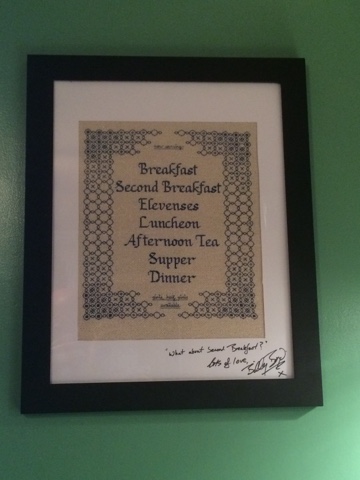 Breakfast
Second Breakfast
Elevenses
Luncheon
Afternoon Tea
Supper
Dinner
"What about Second Breakfast?"
Lots of love,
x